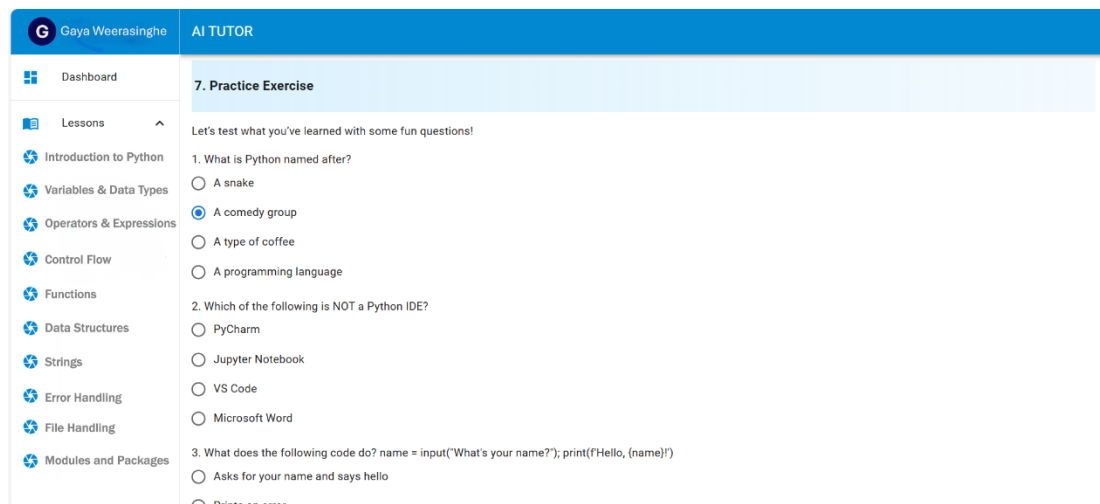 G Gaya Weerasinghe
AI TUTOR
Dashboard
Lessons
Introduction to Python
Variables & Data Types
Operators & Expressions
Control Flow
Functions
Data Structures
Strings
Error Handling
File Handling
Modules and Packages
7. Practice Exercise
Let's test what you've learned with some fun questions!
1. What is Python named after?
A snake
A comedy group
A type of coffee
A programming language
2. Which of the following is NOT a Python IDE?
PyCharm
Jupyter Notebook
VS Code
Microsoft Word
3. What does the following code do? name = input("What's your name?"); print(f'Hello, {name}!')
Asks for your name and says hello